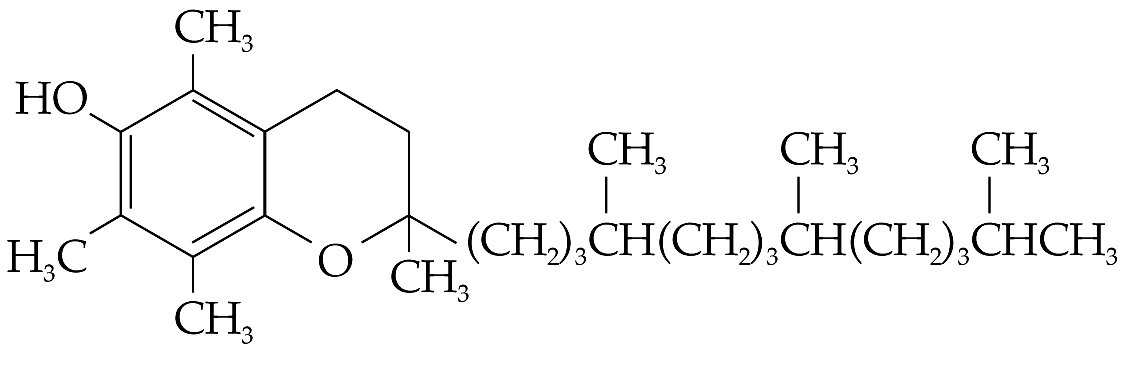 CH₃
HO
CH₃ CH₃ CH₃
(CH₂)₃CH(CH₂)₃CH(CH₂)₃CHCH₃
H₃C
O
CH₃
CH₃